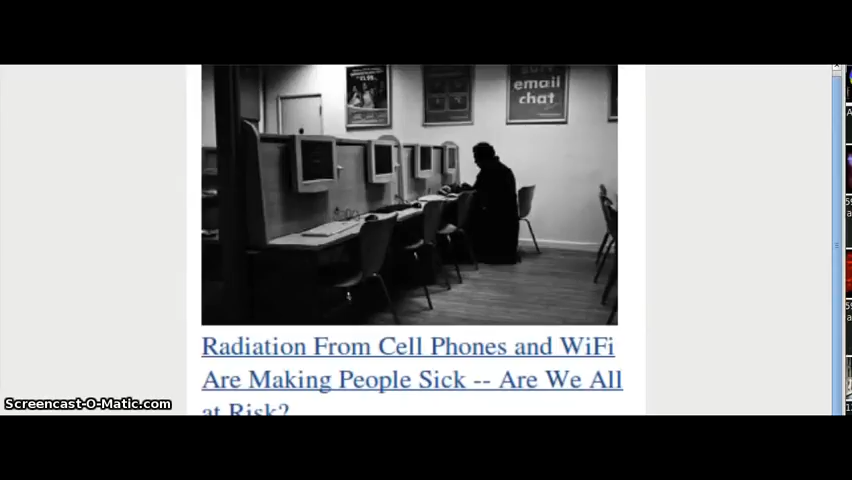 email
chat
Radiation From Cell Phones and WiFi
Are Making People Sick -- Are We All
at Risk?
Screencast-O-Matic.com